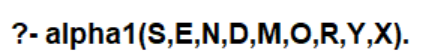 ?- alpha1(S,E,N,D,M,O,R,Y,X).